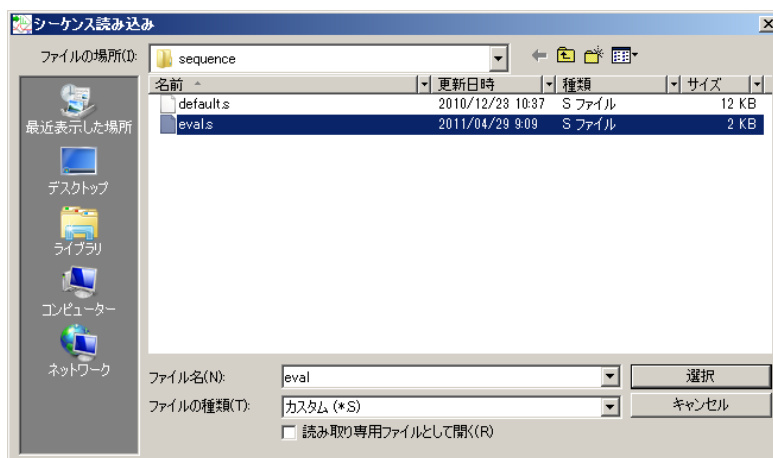 シーケンス読み込み
ファイルの場所(I):
sequence
名前
更新日時
種類
サイズ
default.s
2010/12/23 10:37
S ファイル
12 KB
eval.s
2011/04/29 9:09
S ファイル
2 KB
最近表示した場所
デスクトップ
ライブラリ
コンピューター
ネットワーク
ファイル名(N):
eval
選択
ファイルの種類(T):
カスタム (*.S)
キャンセル
読み取り専用ファイルとして開く(R)